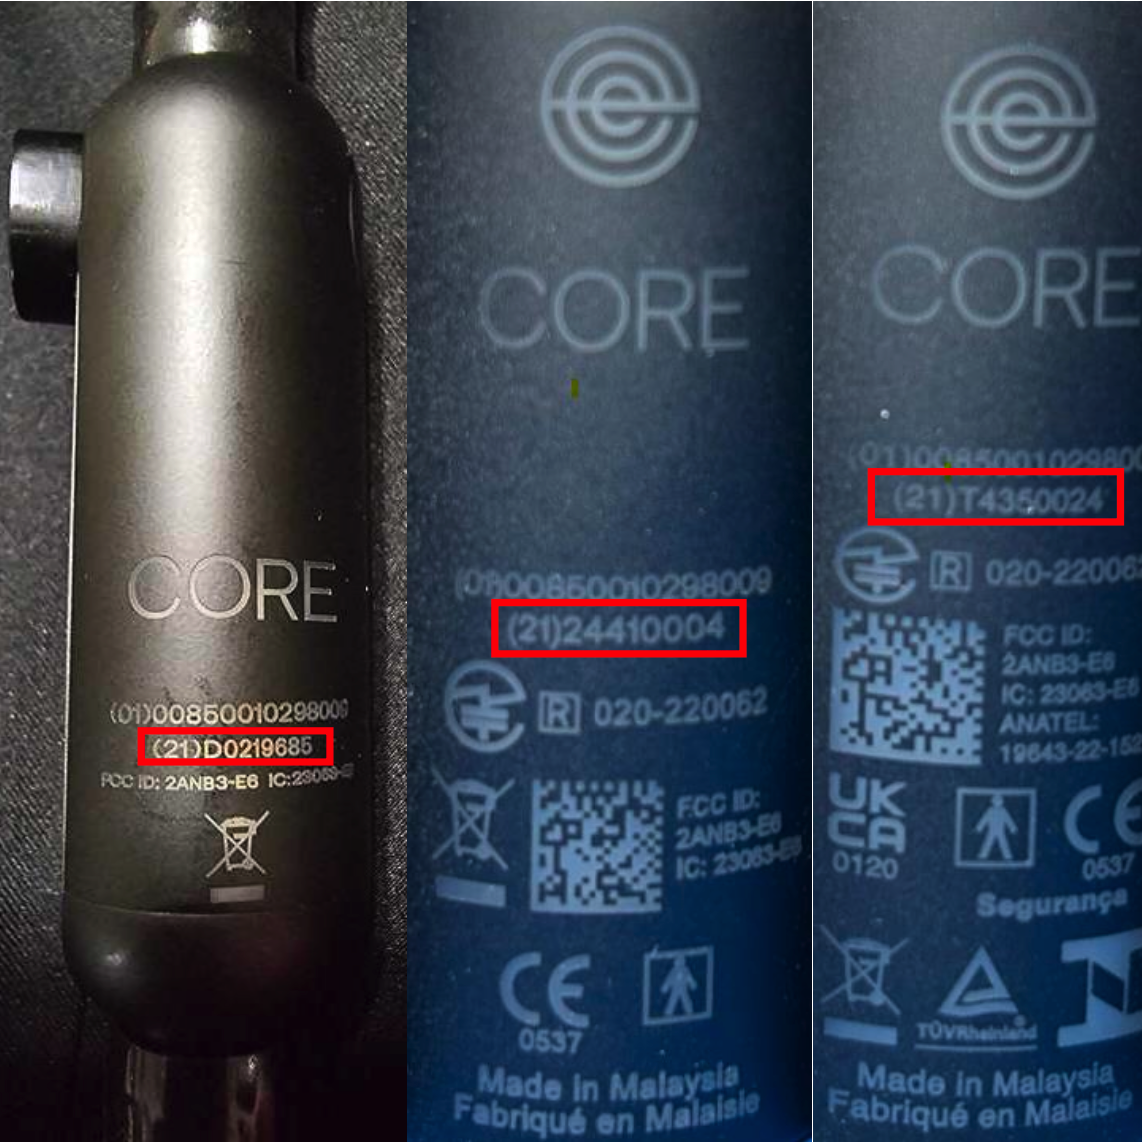 CORE
(01)00850010298009
(21)D0219685
FCC ID: 2ANB3-E6 IC:23063-E6
CORE
(01)00850010298009
(21)24410004
R 020-220062
FCC ID:
2ANB3-E6
IC: 23063-E6
CE
0537
Made in Malaysia
Fabriqué en Malaisie
CORE
(01)0085001029800
(21)T4350024
R 020-22006
FCC ID:
2ANB3-E6
IC: 23063-E6
ANATEL:
19643-22-15
UK
CA
0120
CE
0537
Segurança
TÜVRheinland
Made in Malaysia
Fabriqué en Malaisie